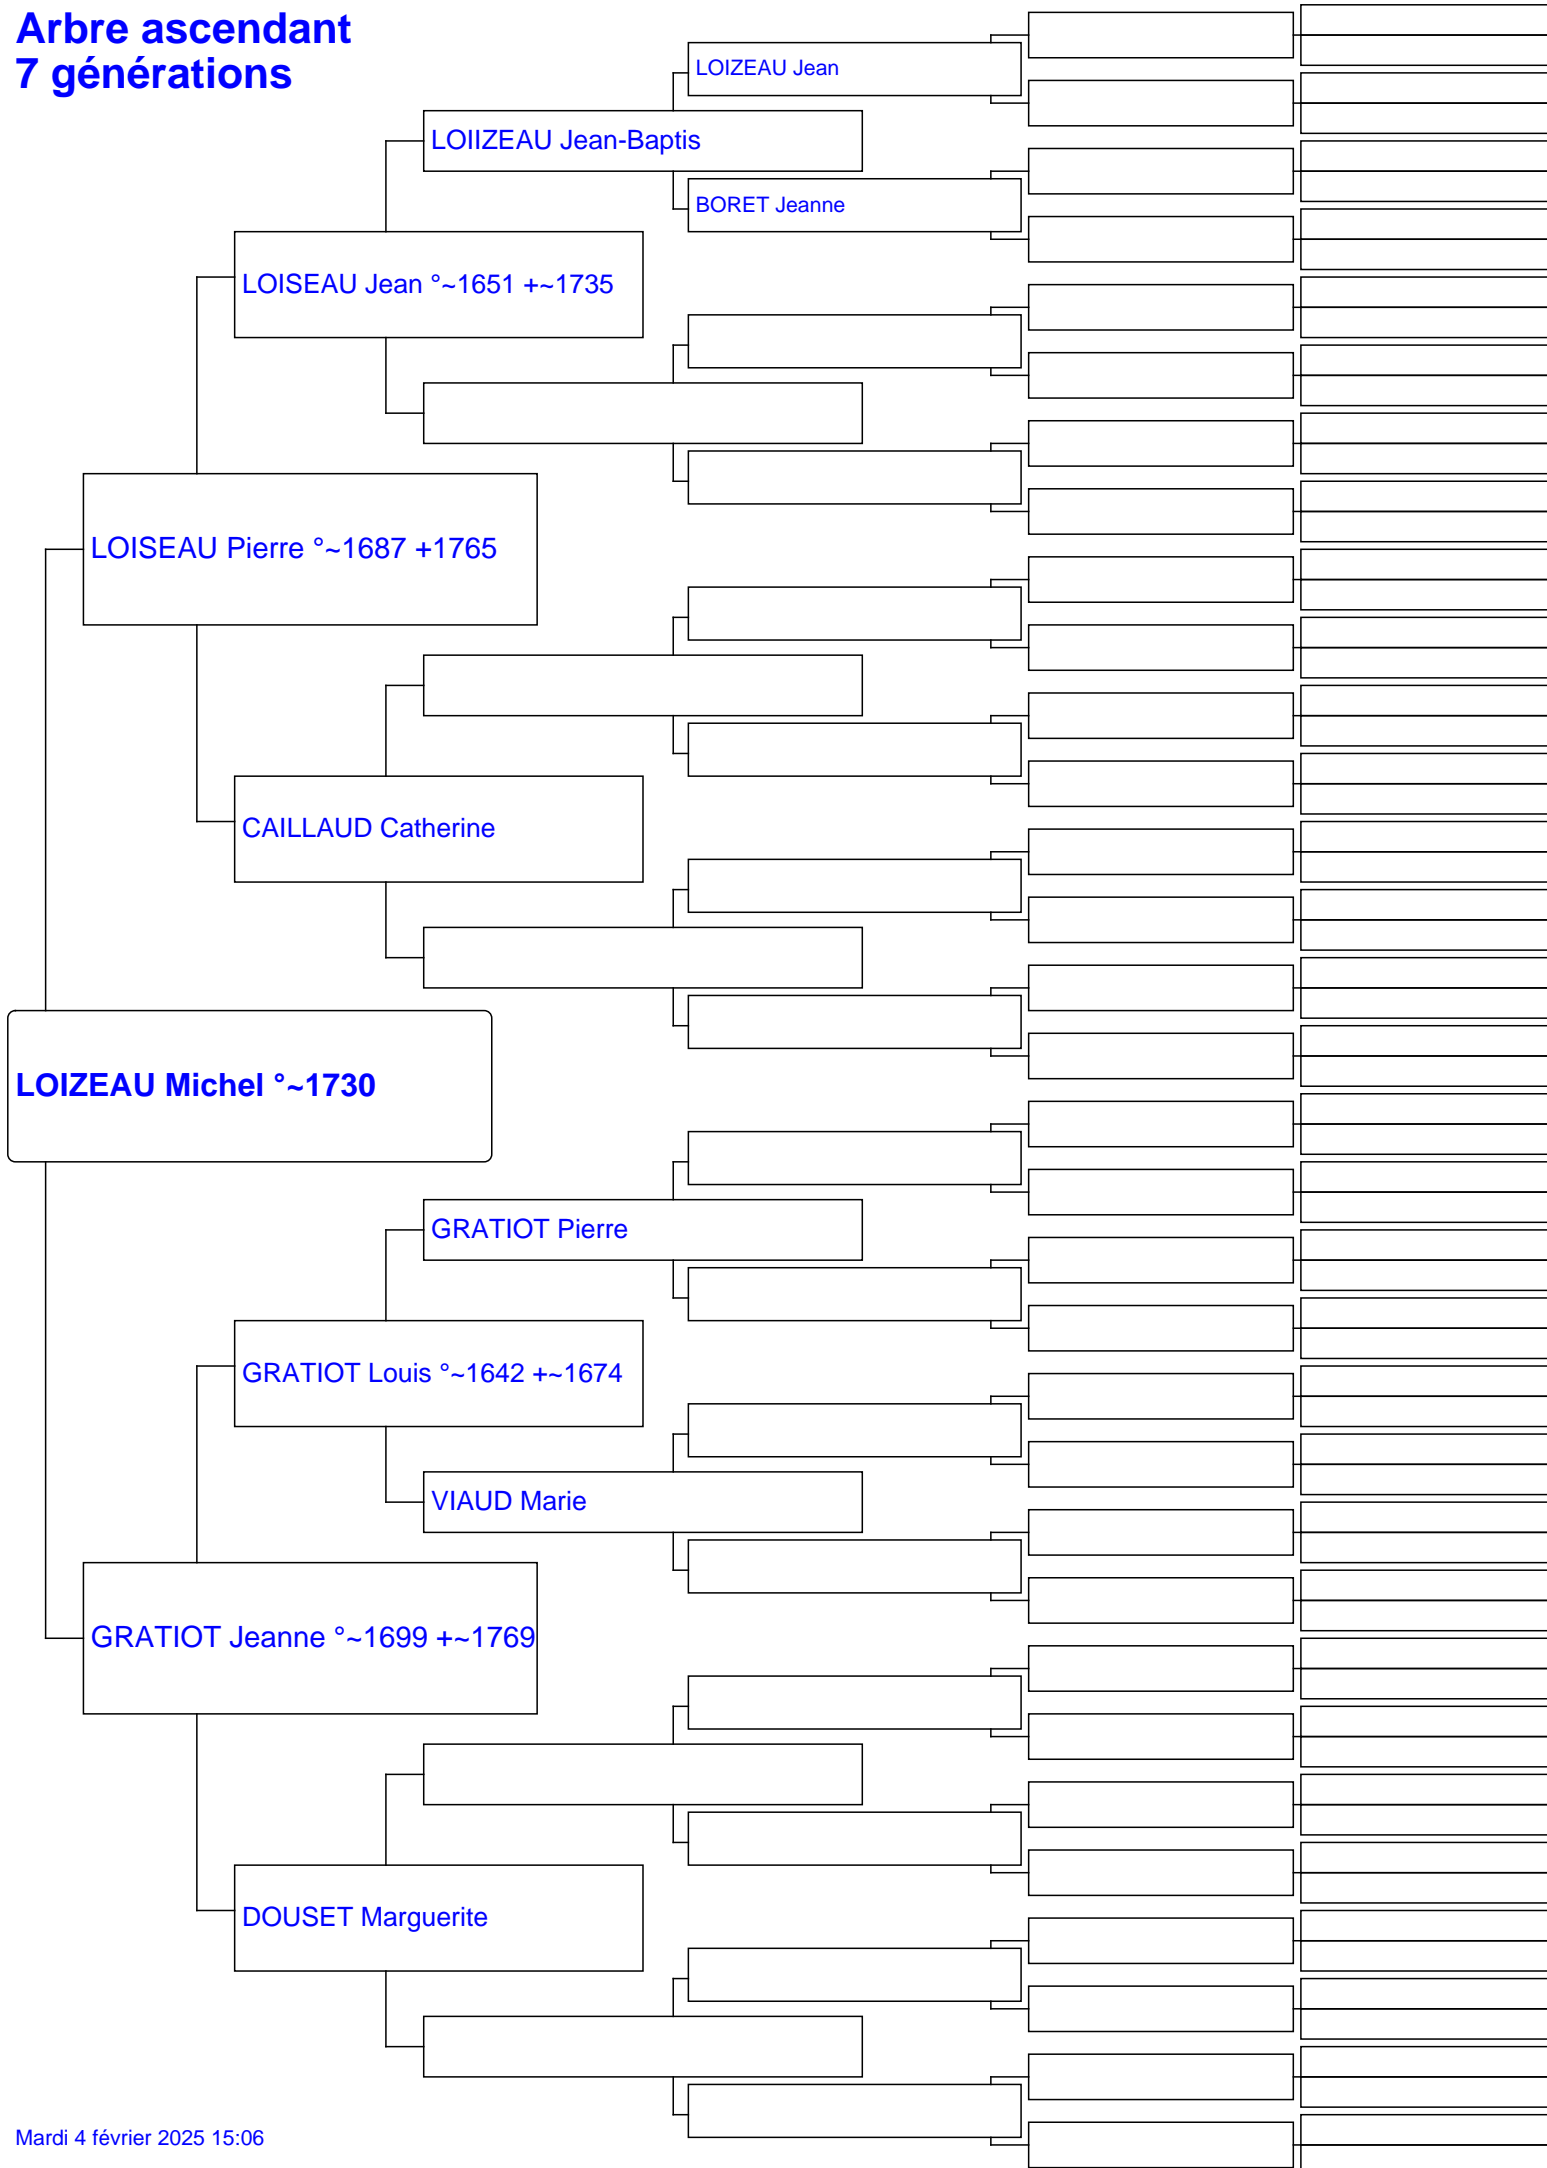 Arbre ascendant
7 générations
LOIZEAU Jean
LOIIZEAU Jean-Baptis
BORET Jeanne
LOISEAU Jean °~1651 +~1735
LOISEAU Pierre °~1687 +1765
CAILLAUD Catherine
LOIZEAU Michel °~1730
GRATIOT Pierre
GRATIOT Louis °~1642 +~1674
VIAUD Marie
GRATIOT Jeanne °~1699 +~1769
DOUSET Marguerite
Mardi 4 février 2025 15:06